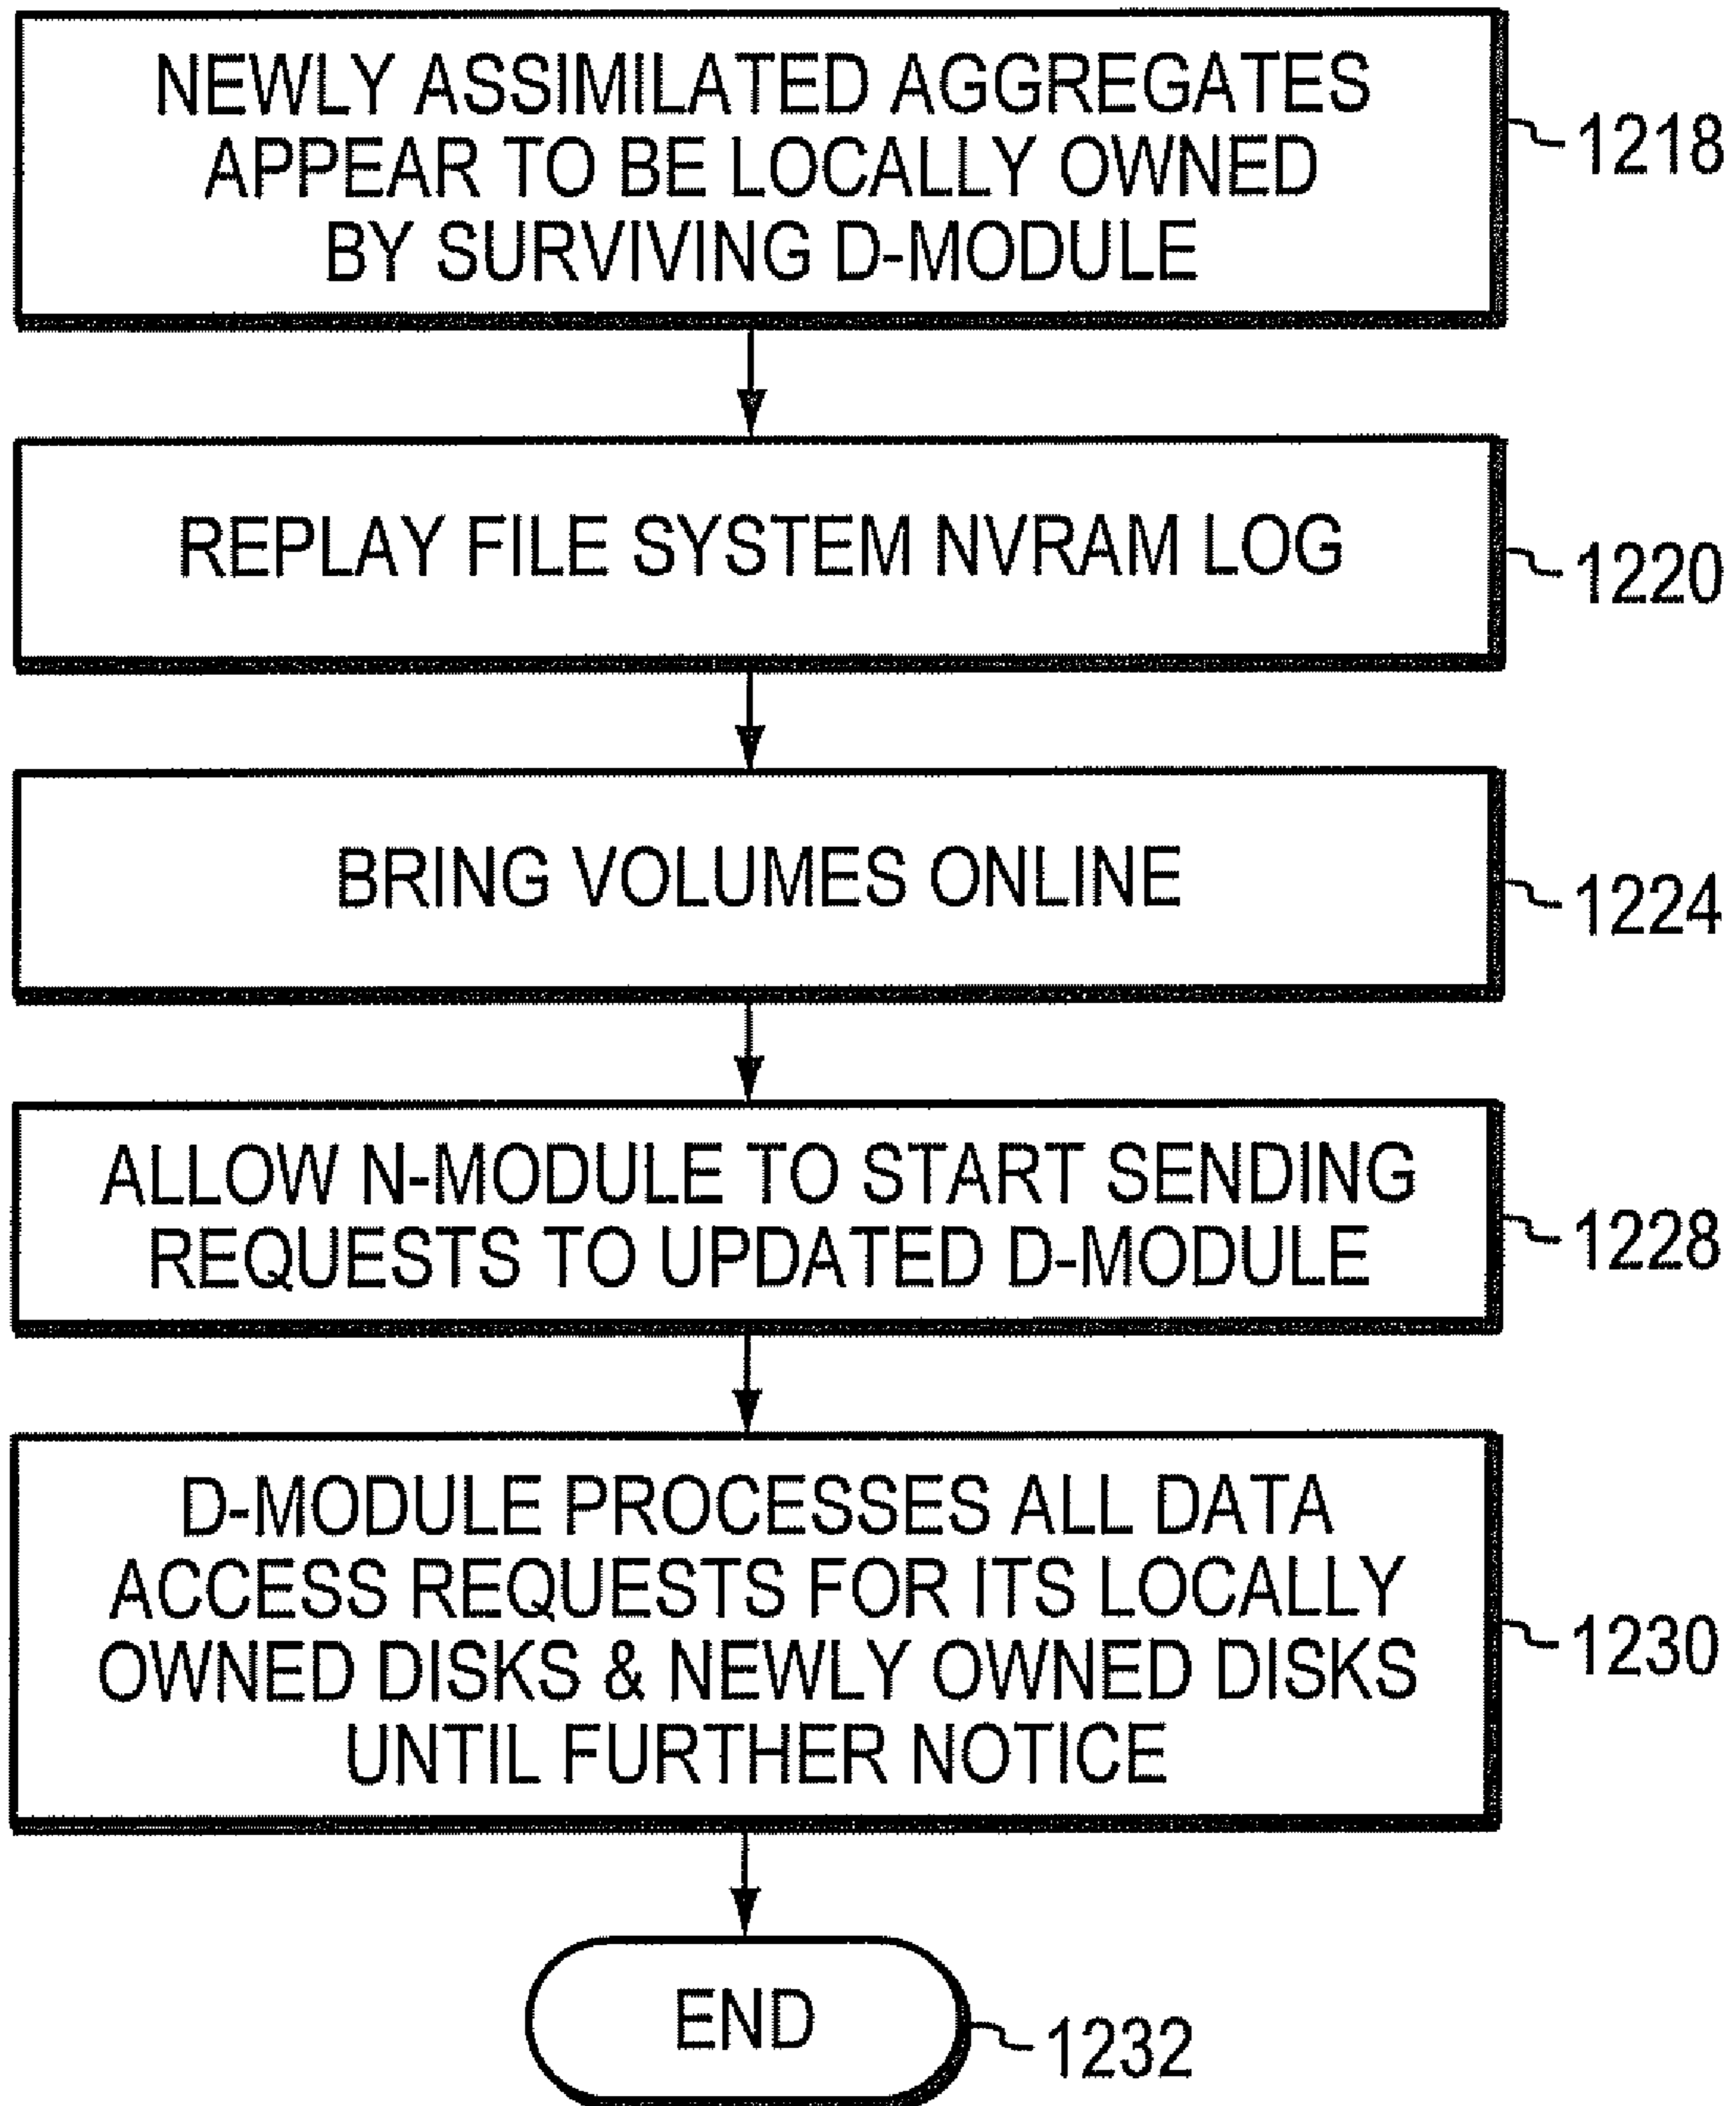 NEWLY ASSIMILATED AGGREGATES
APPEAR TO BE LOCALLY OWNED
BY SURVIVING D-MODULE
1218
REPLAY FILE SYSTEM NVRAM LOG
1220
BRING VOLUMES ONLINE
1224
ALLOW N-MODULE TO START SENDING
REQUESTS TO UPDATED D-MODULE
1228
D-MODULE PROCESSES ALL DATA
ACCESS REQUESTS FOR ITS LOCALLY
OWNED DISKS & NEWLY OWNED DISKS
UNTIL FURTHER NOTICE
1230
END
1232